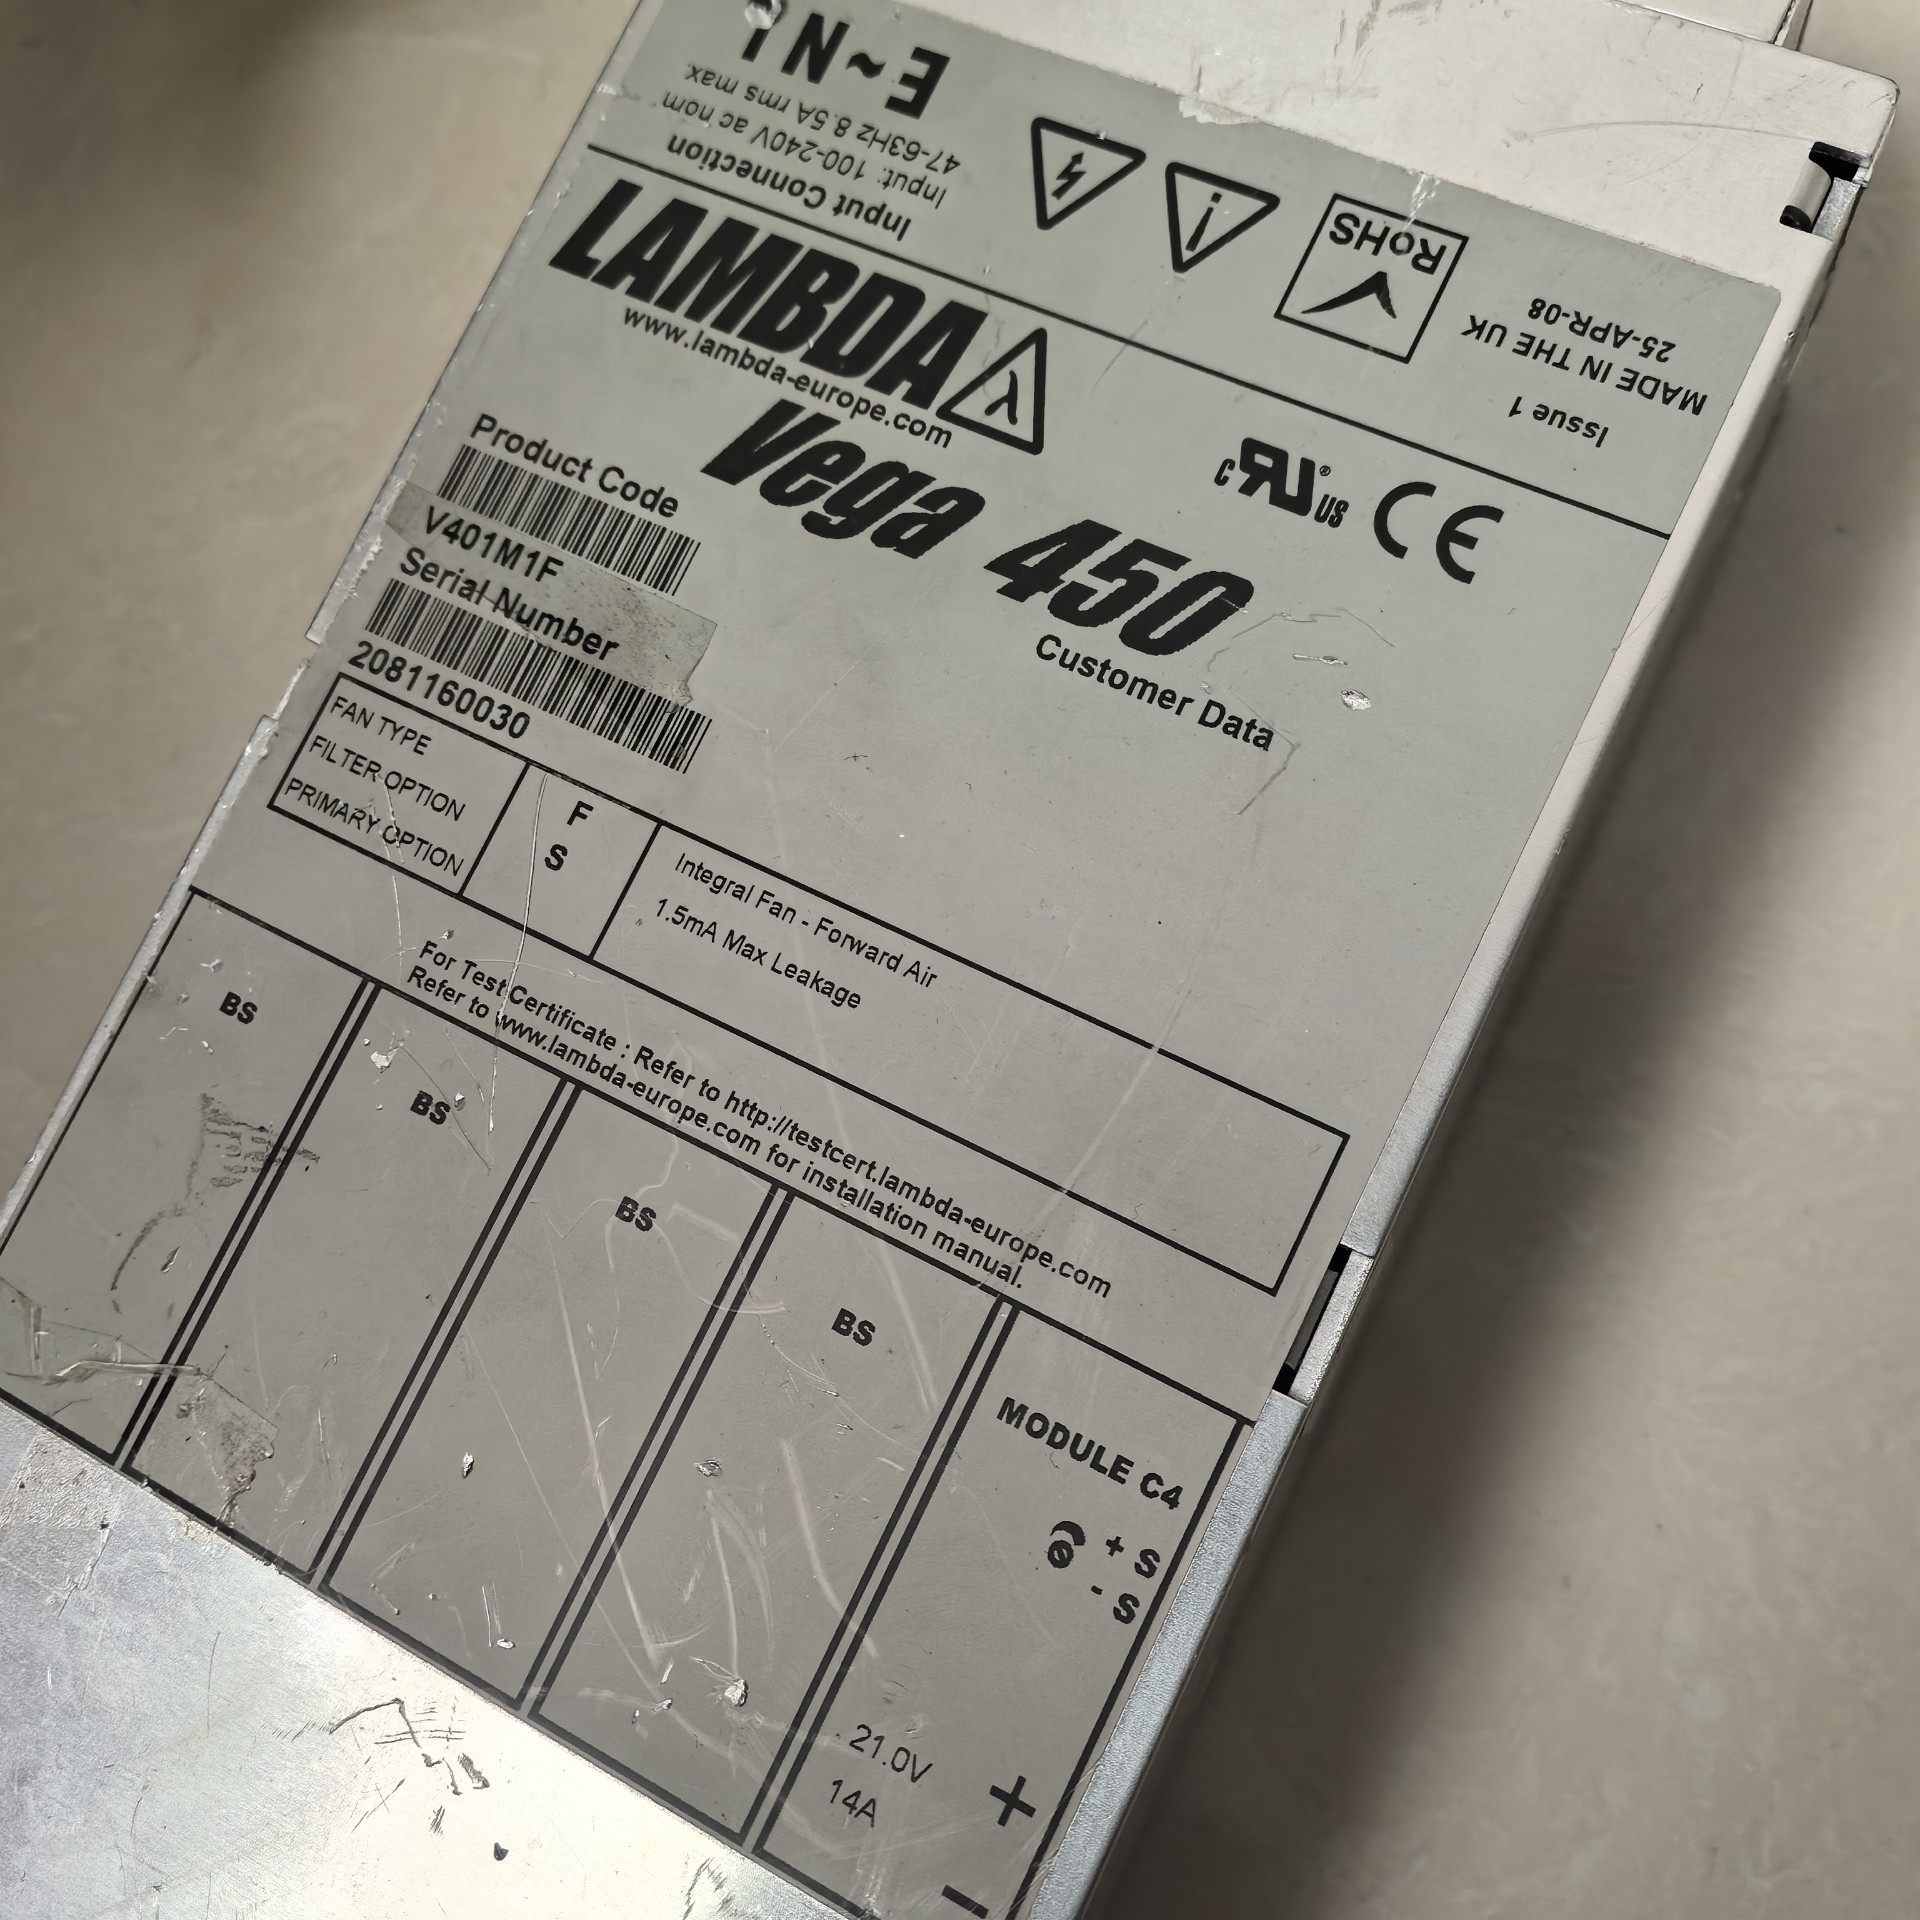 N ~ E
47-63Hz 8.5A rms max
Input: 100-240V ac nom
Input Connection
RoHS
25-APR-08
MADE IN THE UK
Issue 1
LAMBDA λ
www.lambda-europe.com
Vega 450
c RU ® US CE
Product Code
V401M1F
Serial Number
2081160030
Customer Data
FAN TYPE F Integral Fan - Forward Air
FILTER OPTION S 1.5mA Max Leakage
PRIMARY OPTION
For Test Certificate : Refer to http://testcert.lambda-europe.com
Refer to www.lambda-europe.com for installation manual.
BS
BS
BS
BS
MODULE C4
+ S
- S
21.0V
14A
+
-